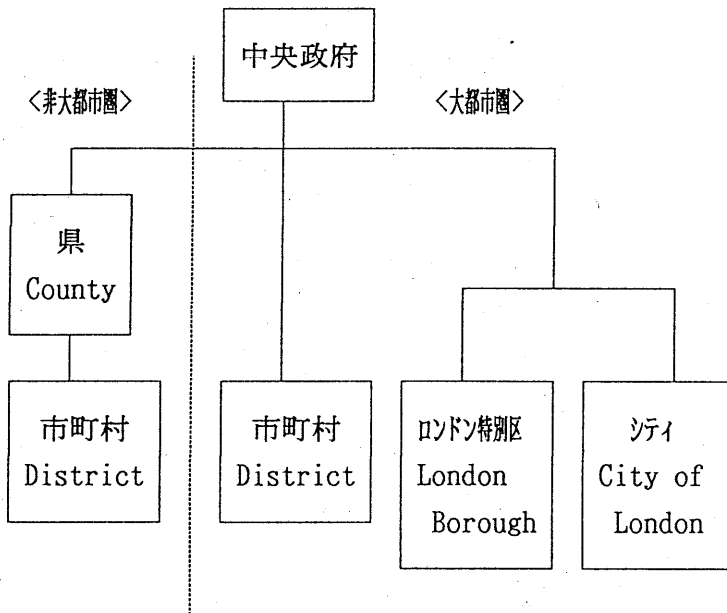 中央政府
<非大都市圏>
<大都市圏>
県
County
市町村
District
市町村
District
ロンドン特別区
London
Borough
シティ
City of
London